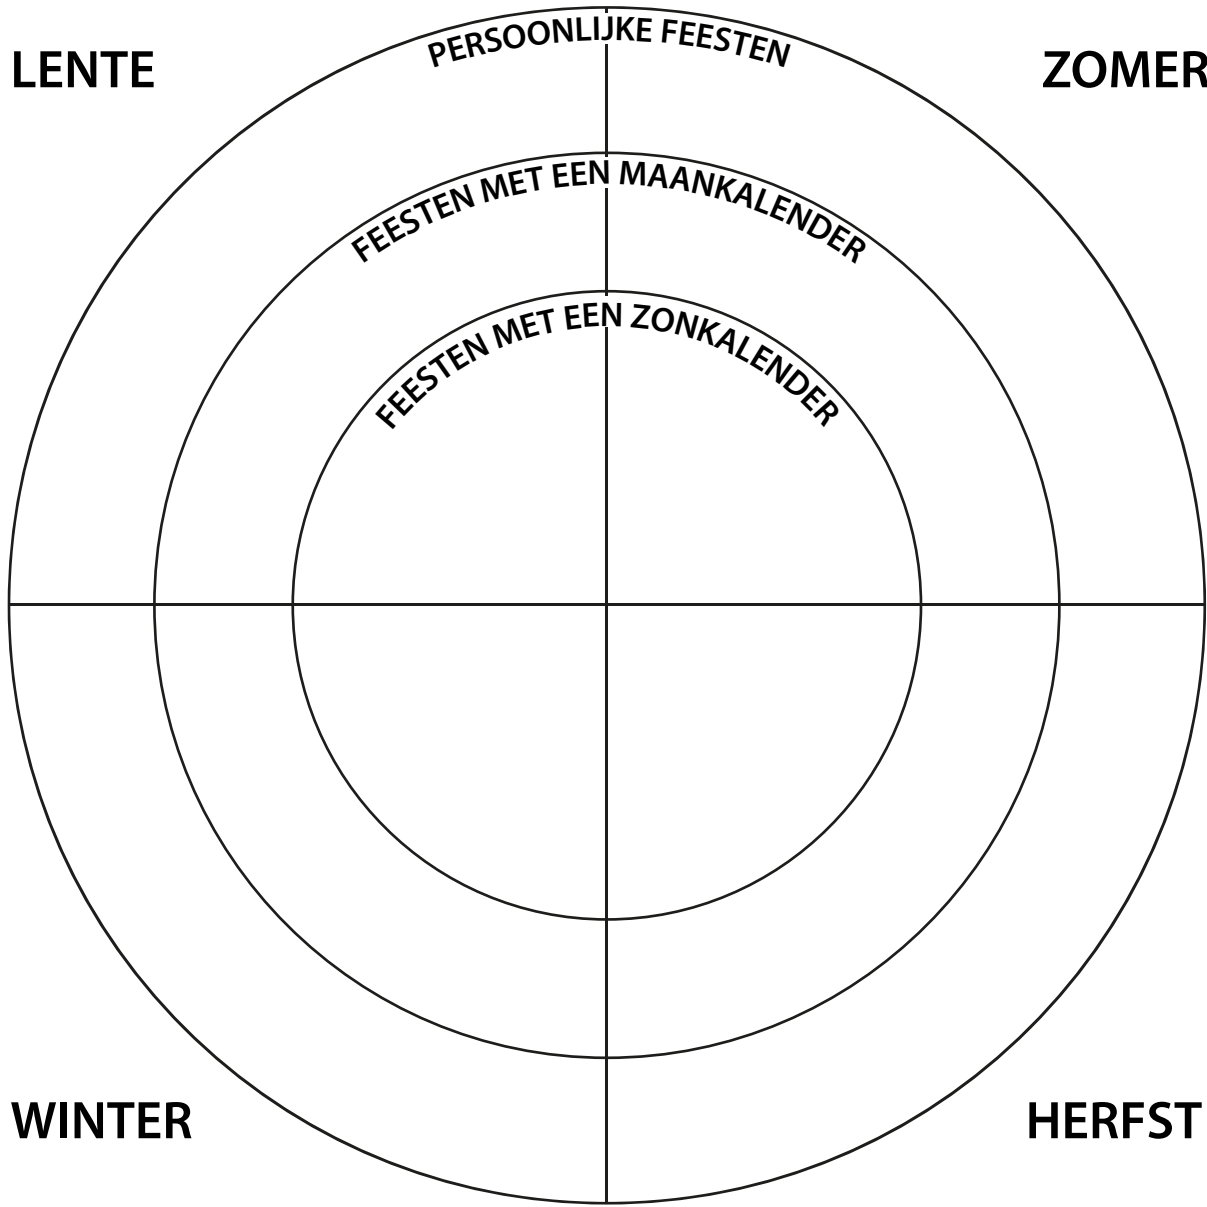 PERSOONLIJKE FEESTEN
LENTE
ZOMER
FEESTEN MET EEN MAANKALENDER
FEESTEN MET EEN ZONKALENDER
WINTER
HERFST